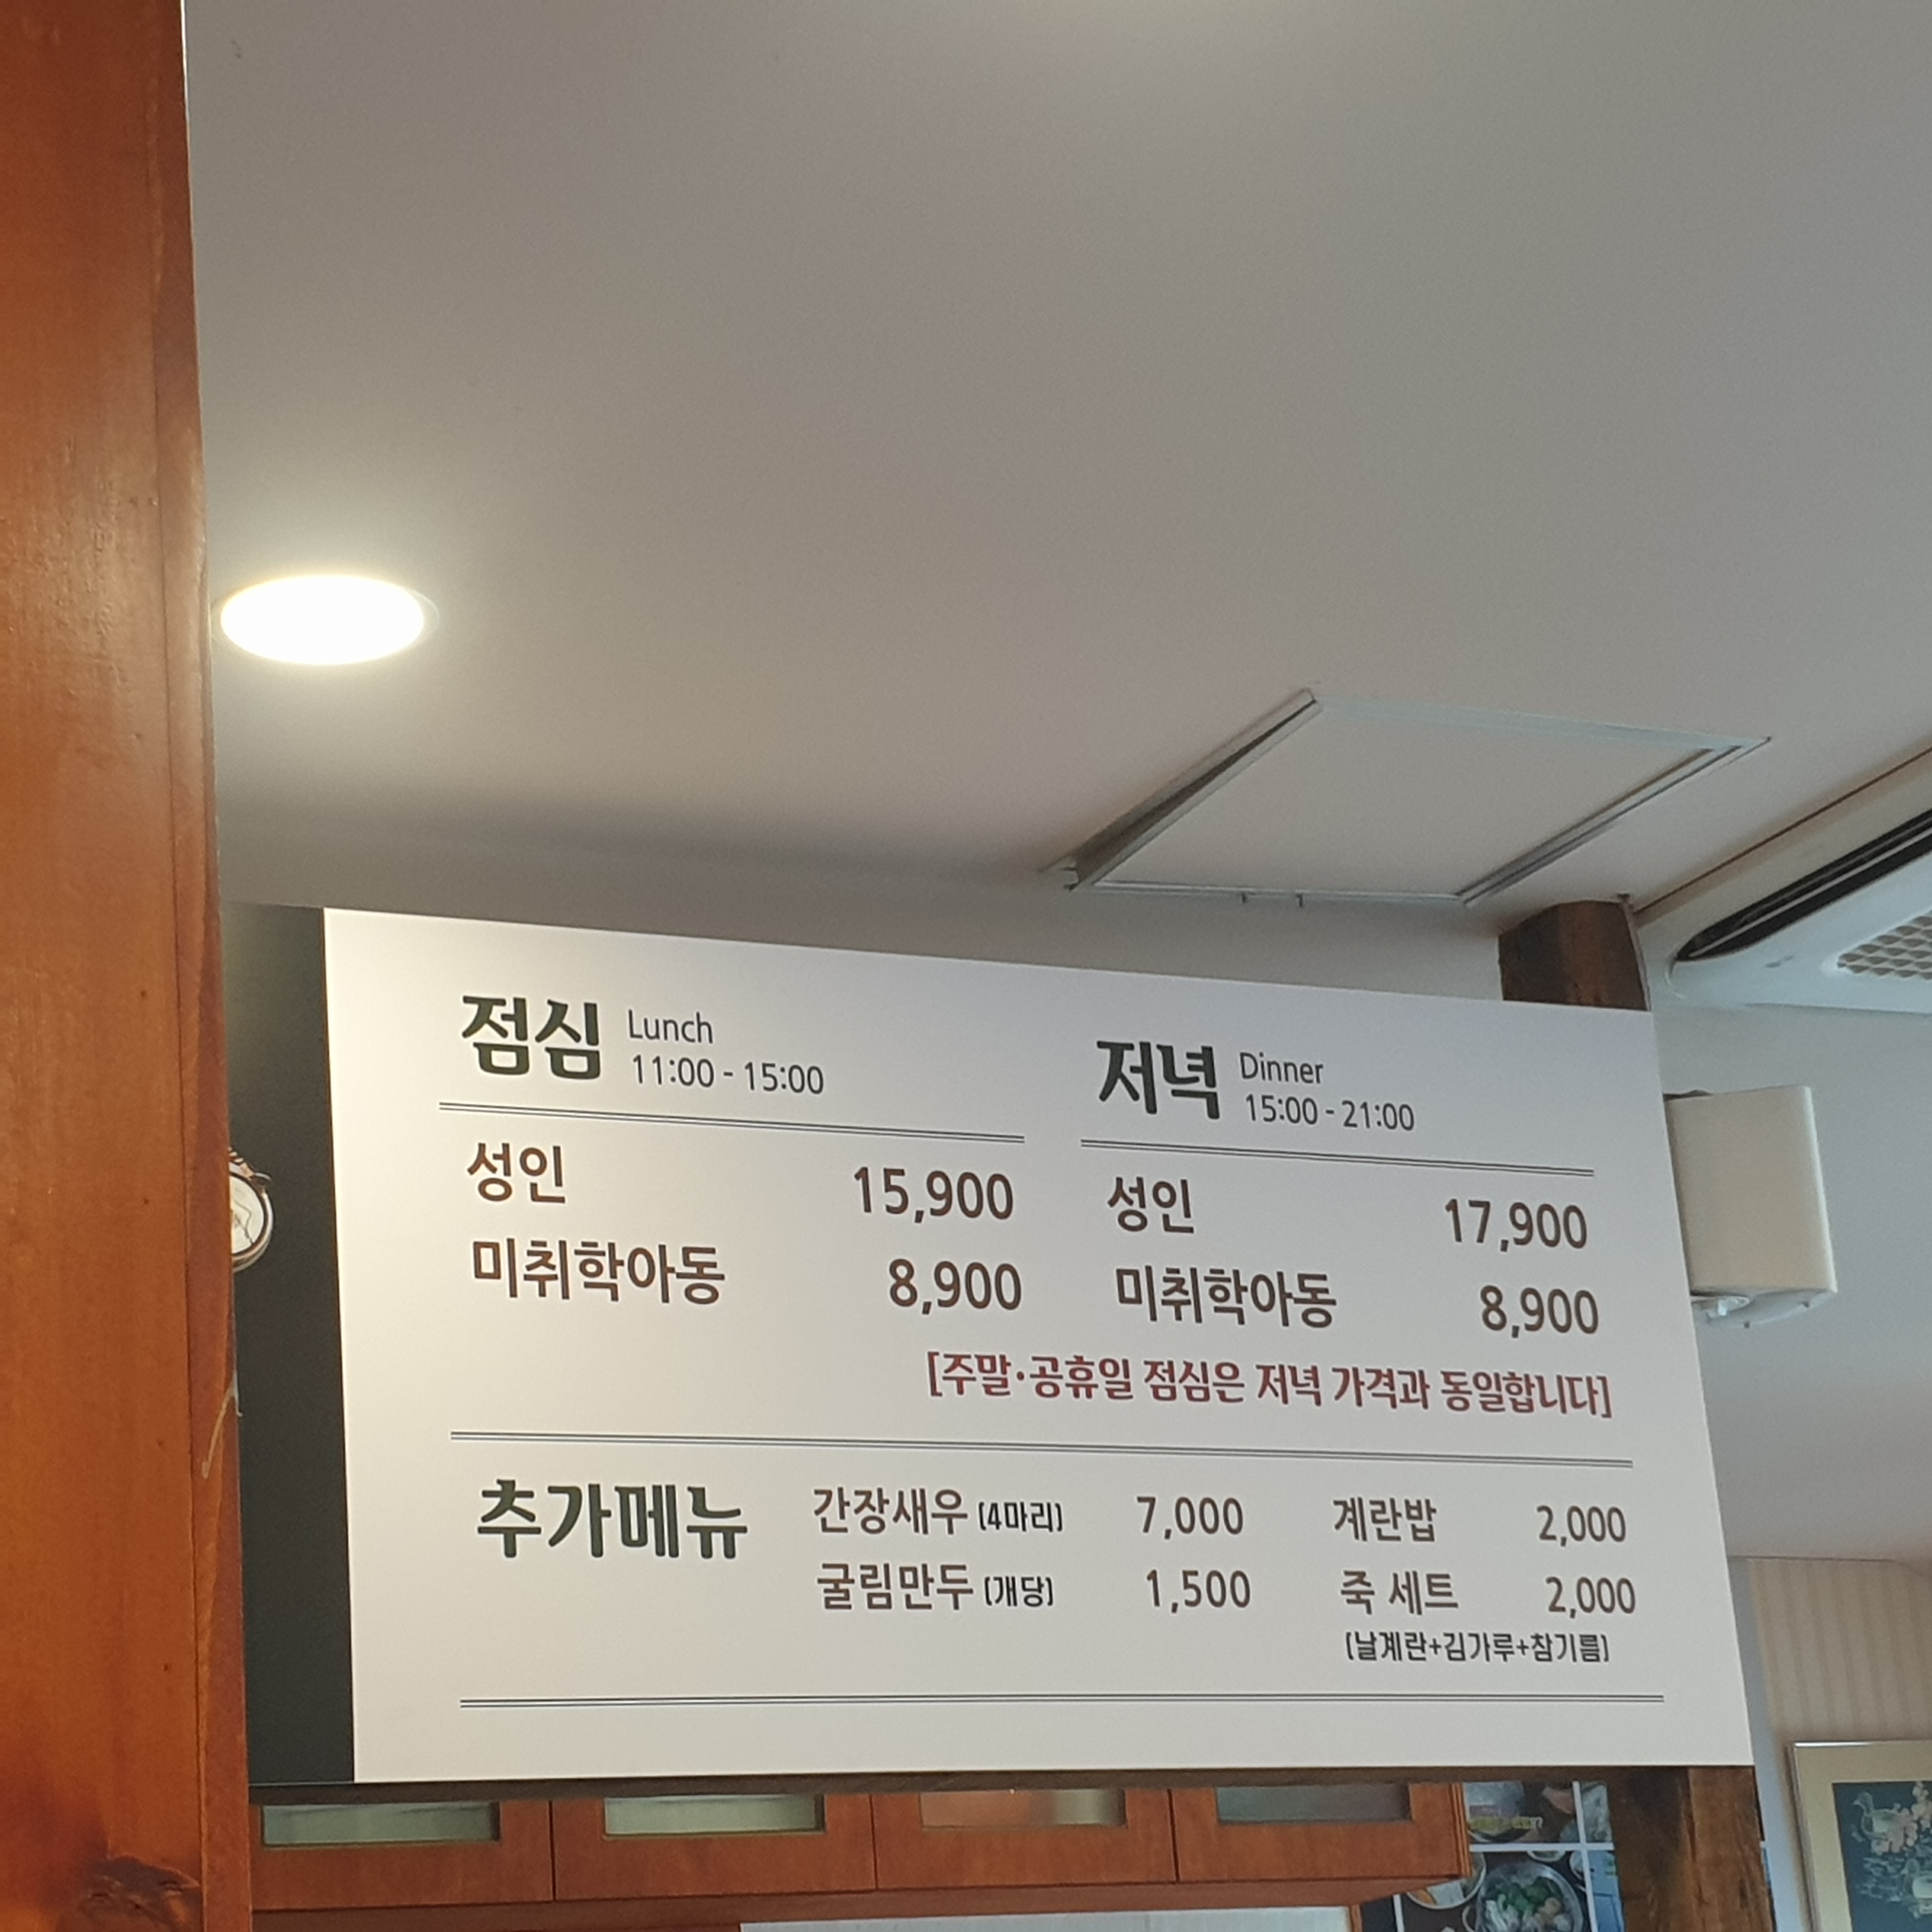 점심 Lunch
11:00 - 15:00
성인 15,900
미취학아동 8,900
저녁 Dinner
15:00 - 21:00
성인 17,900
미취학아동 8,900
[주말·공휴일 점심은 저녁 가격과 동일합니다]
추가메뉴
간장새우 (4마리) 7,000
굴림만두 (개당) 1,500
계란밥 2,000
죽 세트 2,000
(날계란+김가루+참기름)